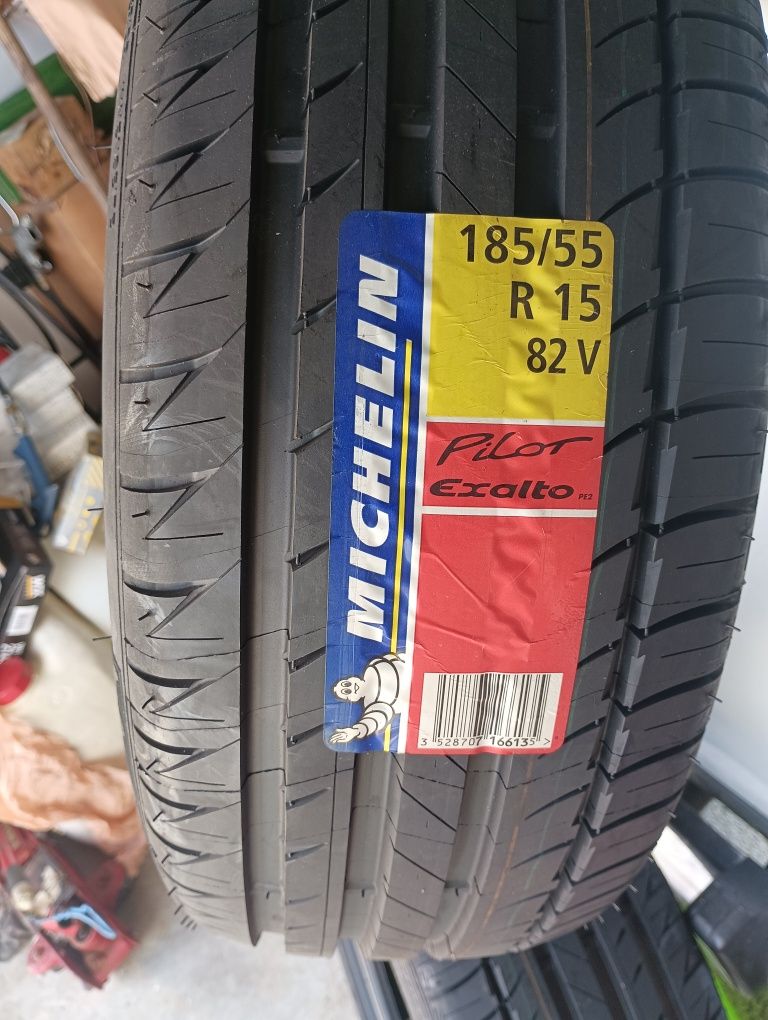 185/55
R 15
82 V
MICHELIN
Pilot
Exalto PE2
3 528707 166135 >